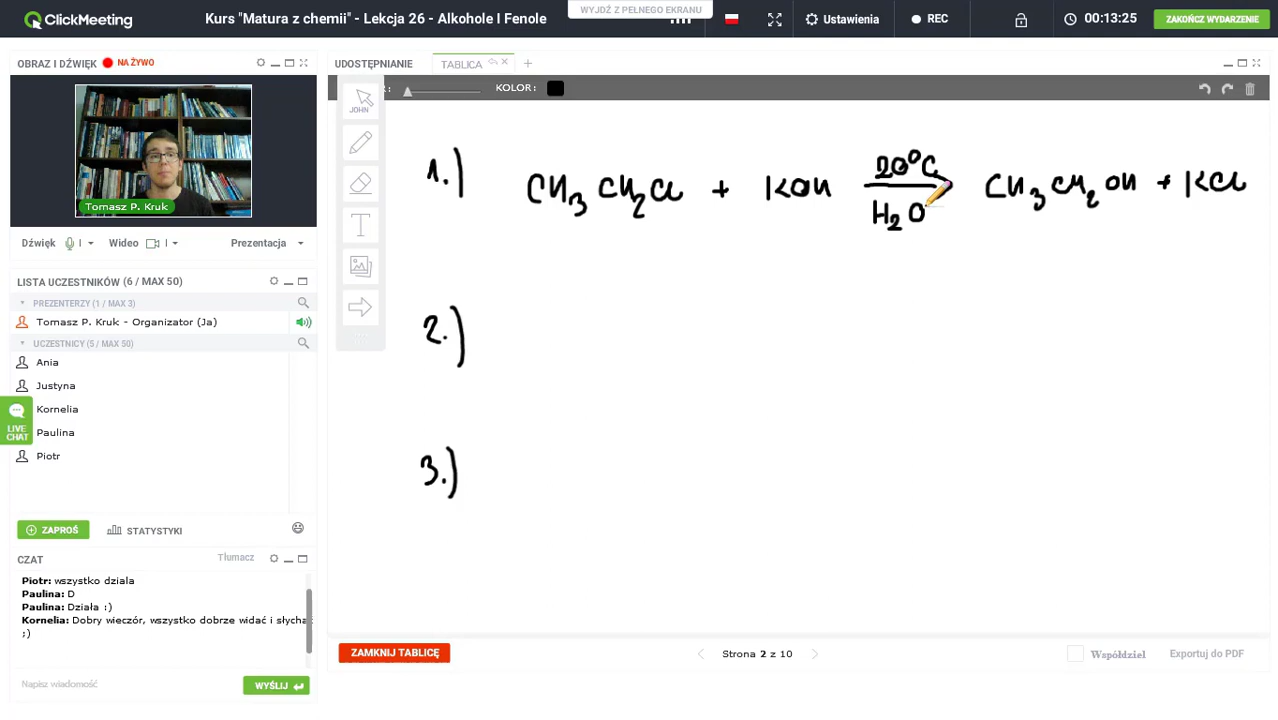 ClickMeeting
Kurs "Matura z chemii" - Lekcja 26 - Alkohole I Fenole
WYJDŹ Z PEŁNEGO EKRANU
Ustawienia
REC
00:13:25
ZAKOŃCZ WYDARZENIE
OBRAZ I DŹWIĘK NA ŻYWO
Tomasz P. Kruk
Dźwięk Wideo Prezentacja
LISTA UCZESTNIKÓW (6 / MAX 50)
PREZENTERZY (1 / MAX 3)
Tomasz P. Kruk - Organizator (Ja)
UCZESTNICY (5 / MAX 50)
Ania
Justyna
Kornelia
Paulina
Piotr
LIVE
CHAT
ZAPROŚ STATYSTYKI
CZAT Tłumacz
Piotr: wszystko dziala
Paulina: D
Paulina: Działa :)
Kornelia: Dobry wieczór, wszystko dobrze widać i słychać
;)
Napisz wiadomość WYŚLIJ
UDOSTĘPNIANIE TABLICA +
KOLOR:
JOHN
T
1.) CH₃CH₂Cl + KOH 20°C H₂O CH₃CH₂OH + KCl
2.)
3.)
ZAMKNIJ TABLICĘ Strona 2 z 10 Współdziel Exportuj do PDF